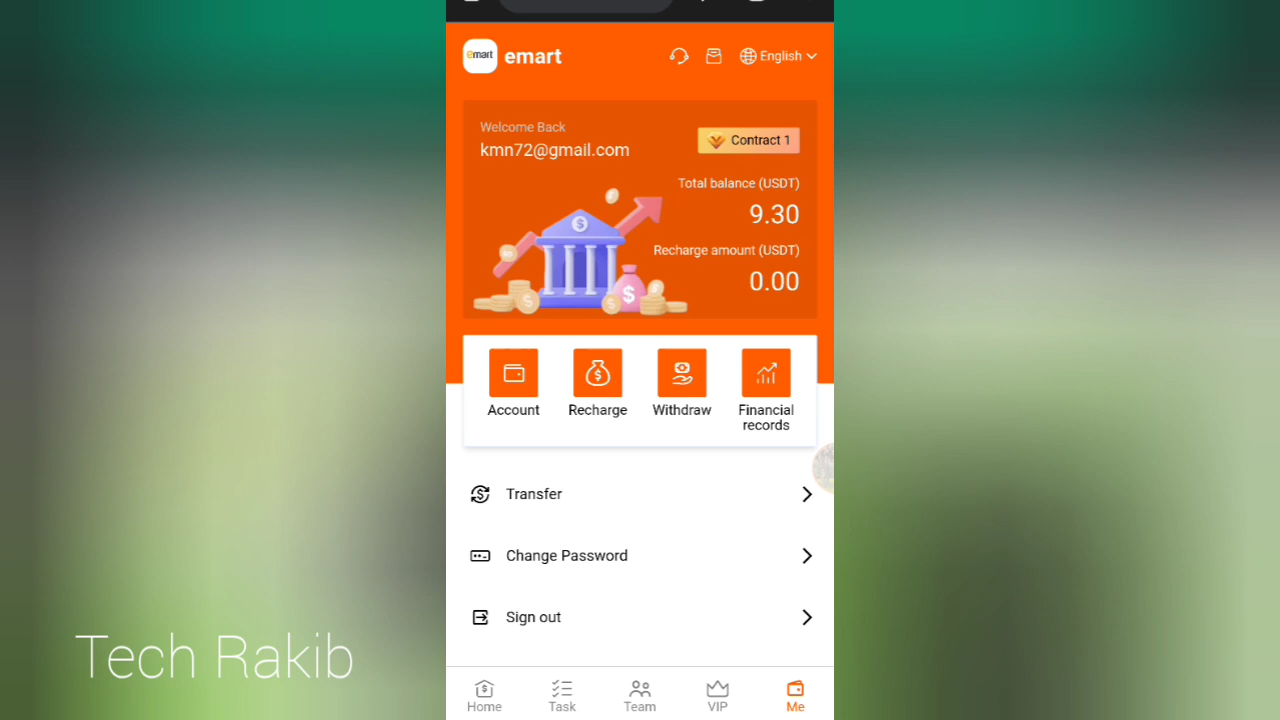 emart
emart
English
Welcome Back
kmn72@gmail.com
Contract 1
Total balance (USDT)
9.30
Recharge amount (USDT)
0.00
Account
Recharge
Withdraw
Financial
records
Transfer
Change Password
Sign out
Tech Rakib
Home
Task
Team
VIP
Me